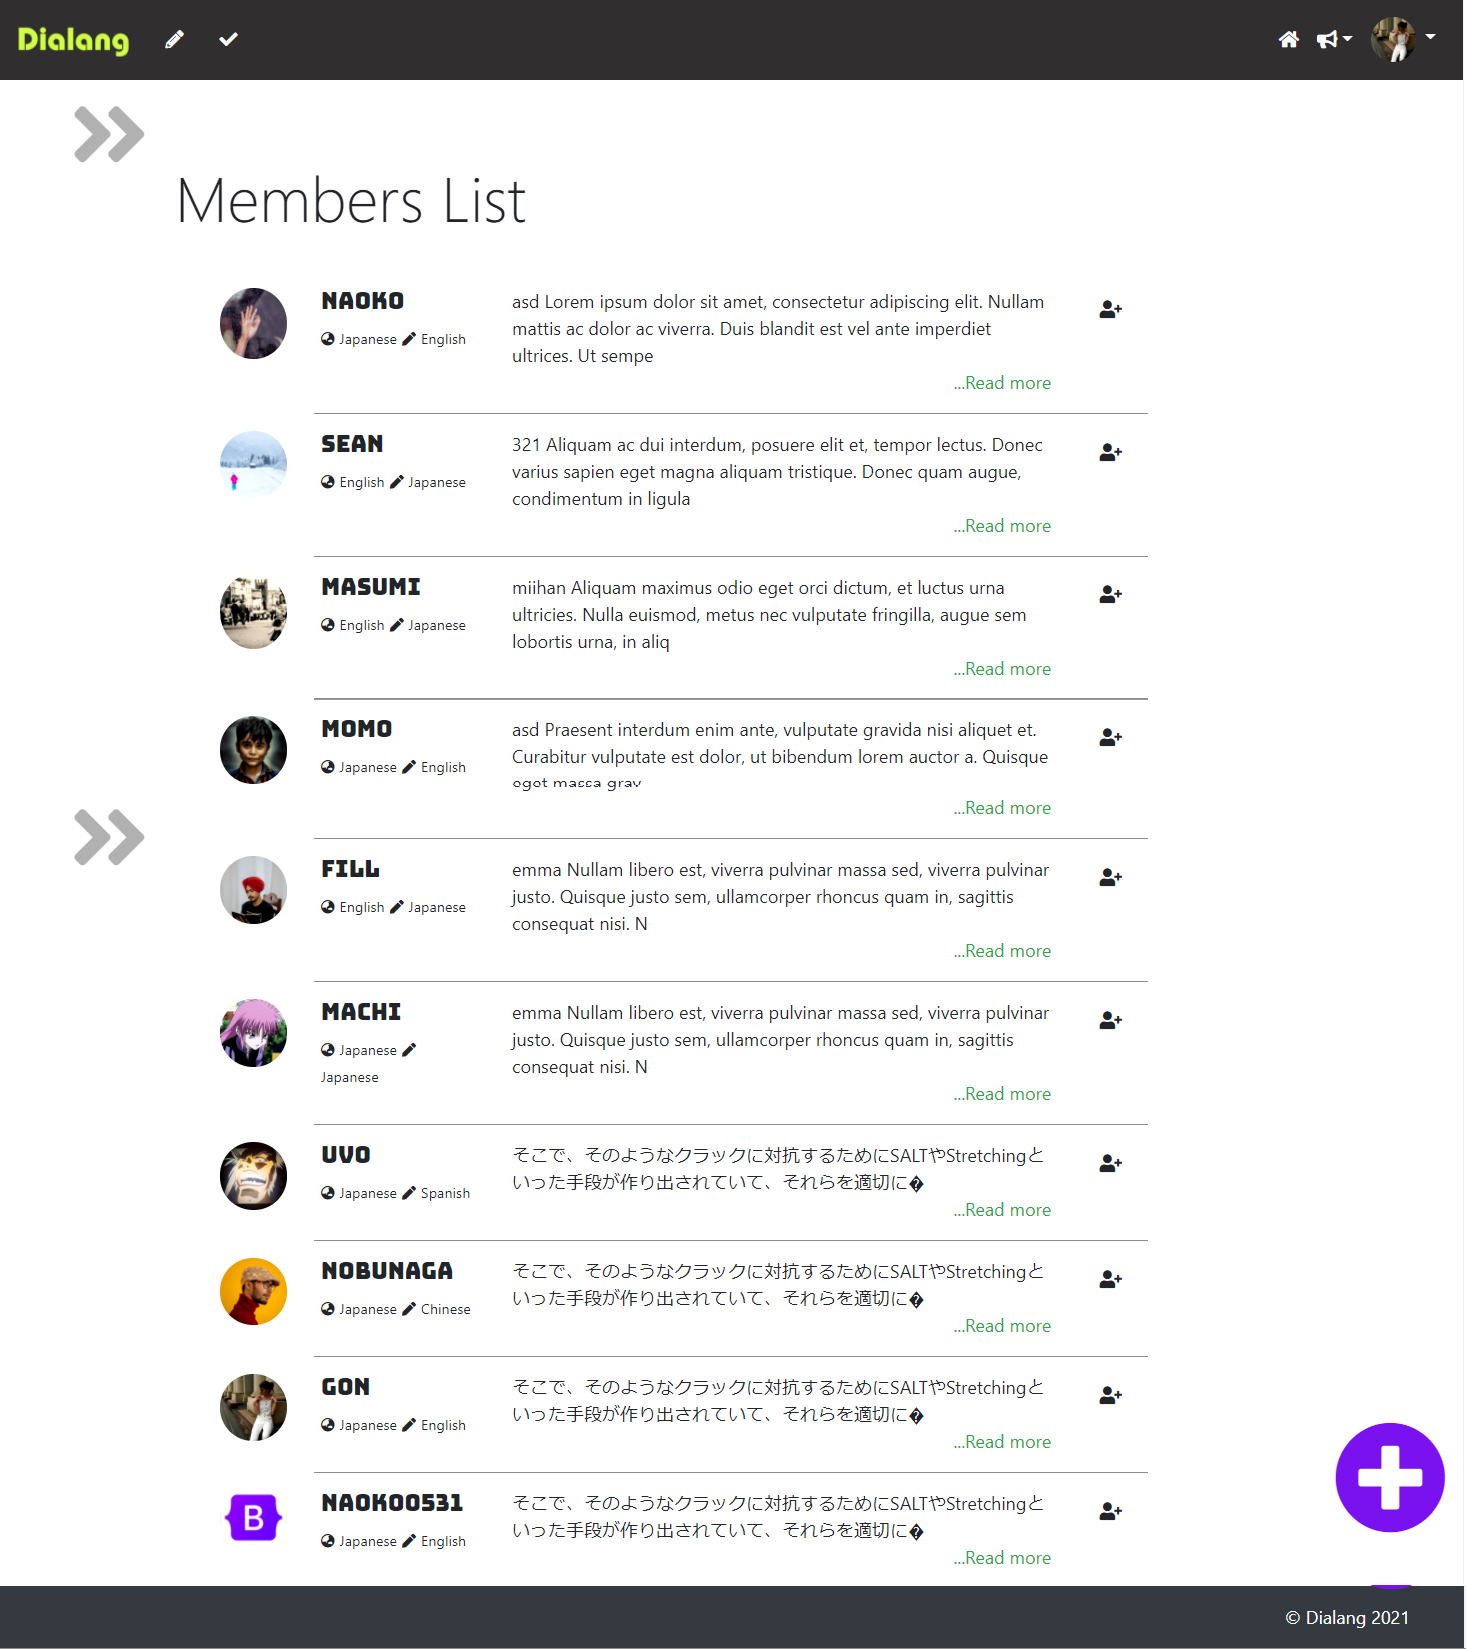 Dialang
Members List
NAOKO
Japanese English
asd Lorem ipsum dolor sit amet, consectetur adipiscing elit. Nullam
mattis ac dolor ac viverra. Duis blandit est vel ante imperdiet
ultrices. Ut sempe
...Read more
SEAN
English Japanese
321 Aliquam ac dui interdum, posuere elit et, tempor lectus. Donec
varius sapien eget magna aliquam tristique. Donec quam augue,
condimentum in ligula
...Read more
MASUMI
English Japanese
miihan Aliquam maximus odio eget orci dictum, et luctus urna
ultricies. Nulla euismod, metus nec vulputate fringilla, augue sem
lobortis urna, in aliq
...Read more
MOMO
Japanese English
asd Praesent interdum enim ante, vulputate gravida nisi aliquet et.
Curabitur vulputate est dolor, ut bibendum lorem auctor a. Quisque
eget massa grav
...Read more
FILL
English Japanese
emma Nullam libero est, viverra pulvinar massa sed, viverra pulvinar
justo. Quisque justo sem, ullamcorper rhoncus quam in, sagittis
consequat nisi. N
...Read more
MACHI
Japanese
Japanese
emma Nullam libero est, viverra pulvinar massa sed, viverra pulvinar
justo. Quisque justo sem, ullamcorper rhoncus quam in, sagittis
consequat nisi. N
...Read more
UVO
Japanese Spanish
そこで、そのようなクラックに対抗するためにSALTやStretchingと
いった手段が作り出されていて、それらを適切に�
...Read more
NOBUNAGA
Japanese Chinese
そこで、そのようなクラックに対抗するためにSALTやStretchingと
いった手段が作り出されていて、それらを適切に�
...Read more
GON
Japanese English
そこで、そのようなクラックに対抗するためにSALTやStretchingと
いった手段が作り出されていて、それらを適切に�
...Read more
B
NAOKO0531
Japanese English
そこで、そのようなクラックに対抗するためにSALTやStretchingと
いった手段が作り出されていて、それらを適切に�
...Read more
© Dialang 2021